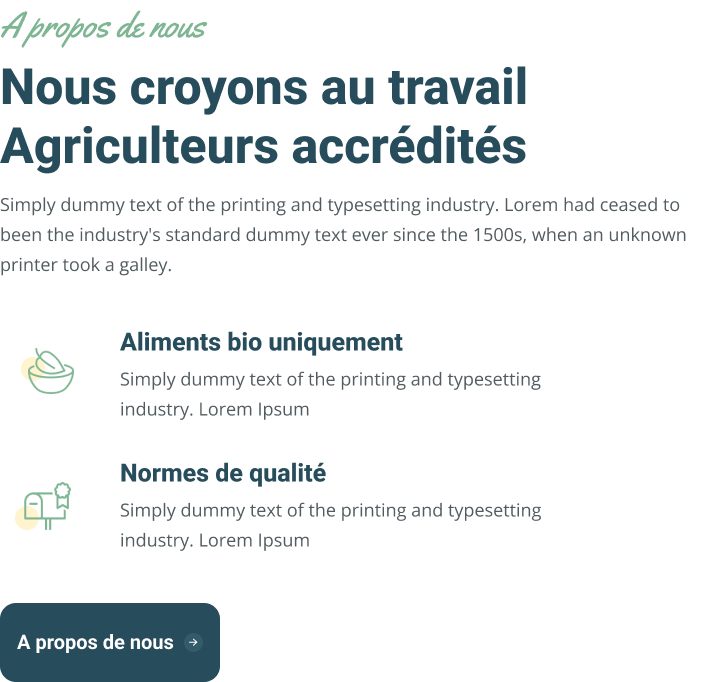 A propos de nous
Nous croyons au travail
Agriculteurs accrédités
Simply dummy text of the printing and typesetting industry. Lorem had ceased to
been the industry's standard dummy text ever since the 1500s, when an unknown
printer took a galley.
Aliments bio uniquement
Simply dummy text of the printing and typesetting
industry. Lorem Ipsum
Normes de qualité
Simply dummy text of the printing and typesetting
industry. Lorem Ipsum
A propos de nous